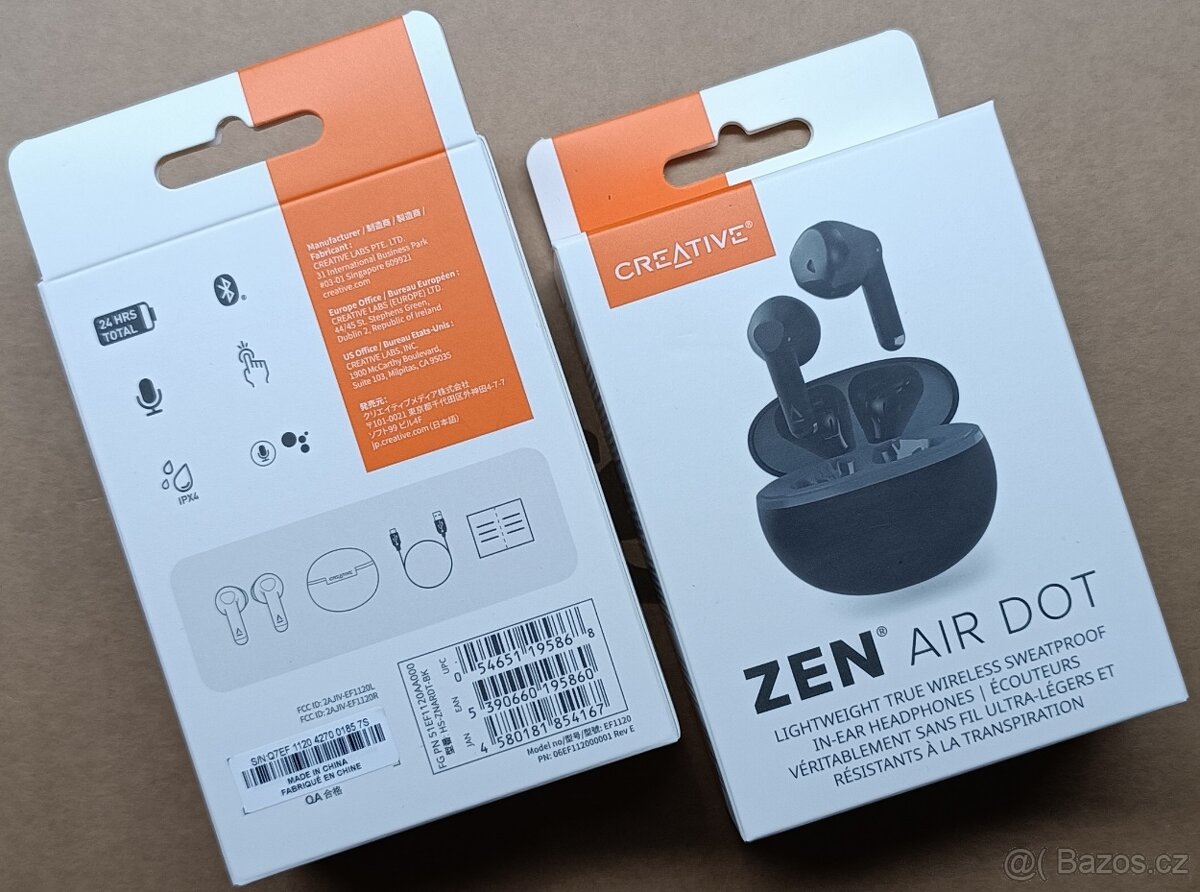 24 HRS
TOTAL
IPX4
Manufacturer / 制造商 / 製造商 /
Fabricant :
CREATIVE LABS PTE. LTD.
31 International Business Park
#03-01 Singapore 609921
creative.com
Europe Office / Bureau Européen :
CREATIVE LABS (EUROPE) LTD.
44/45 St. Stephens Green,
Dublin 2, Republic of Ireland
US Office / Bureau Etats-Unis :
CREATIVE LABS, INC.
1900 McCarthy Boulevard,
Suite 103, Milpitas, CA 95035
発売元:
クリエイティブメディア株式会社
〒101-0021 東京都千代田区外神田4-7-7
ソフト99 ビル4F
jp.creative.com (日本語)
CREATIVE
FCC ID: 2AJIV-EF1120L
FCC ID: 2AJIV-EF1120R
S/N:Q7EF 1120 4270 0185 7S
MADE IN CHINA
FABRIQUÉ EN CHINE
QA 合格
FG PN 51EF1120AA000
型番 HS-ZNARDT-BK
UPC
0 54651 19586 8
EAN
5 390660 195860
JAN
4 580181 854167
Model no/型号/型號: EF1120
PN: 06EF112000001 Rev E
CREATIVE®
ZEN® AIR DOT
LIGHTWEIGHT TRUE WIRELESS SWEATPROOF
IN-EAR HEADPHONES | ÉCOUTEURS
VÉRITABLEMENT SANS FIL ULTRA-LÉGERS ET
RÉSISTANTS À LA TRANSPIRATION
@( Bazos.cz